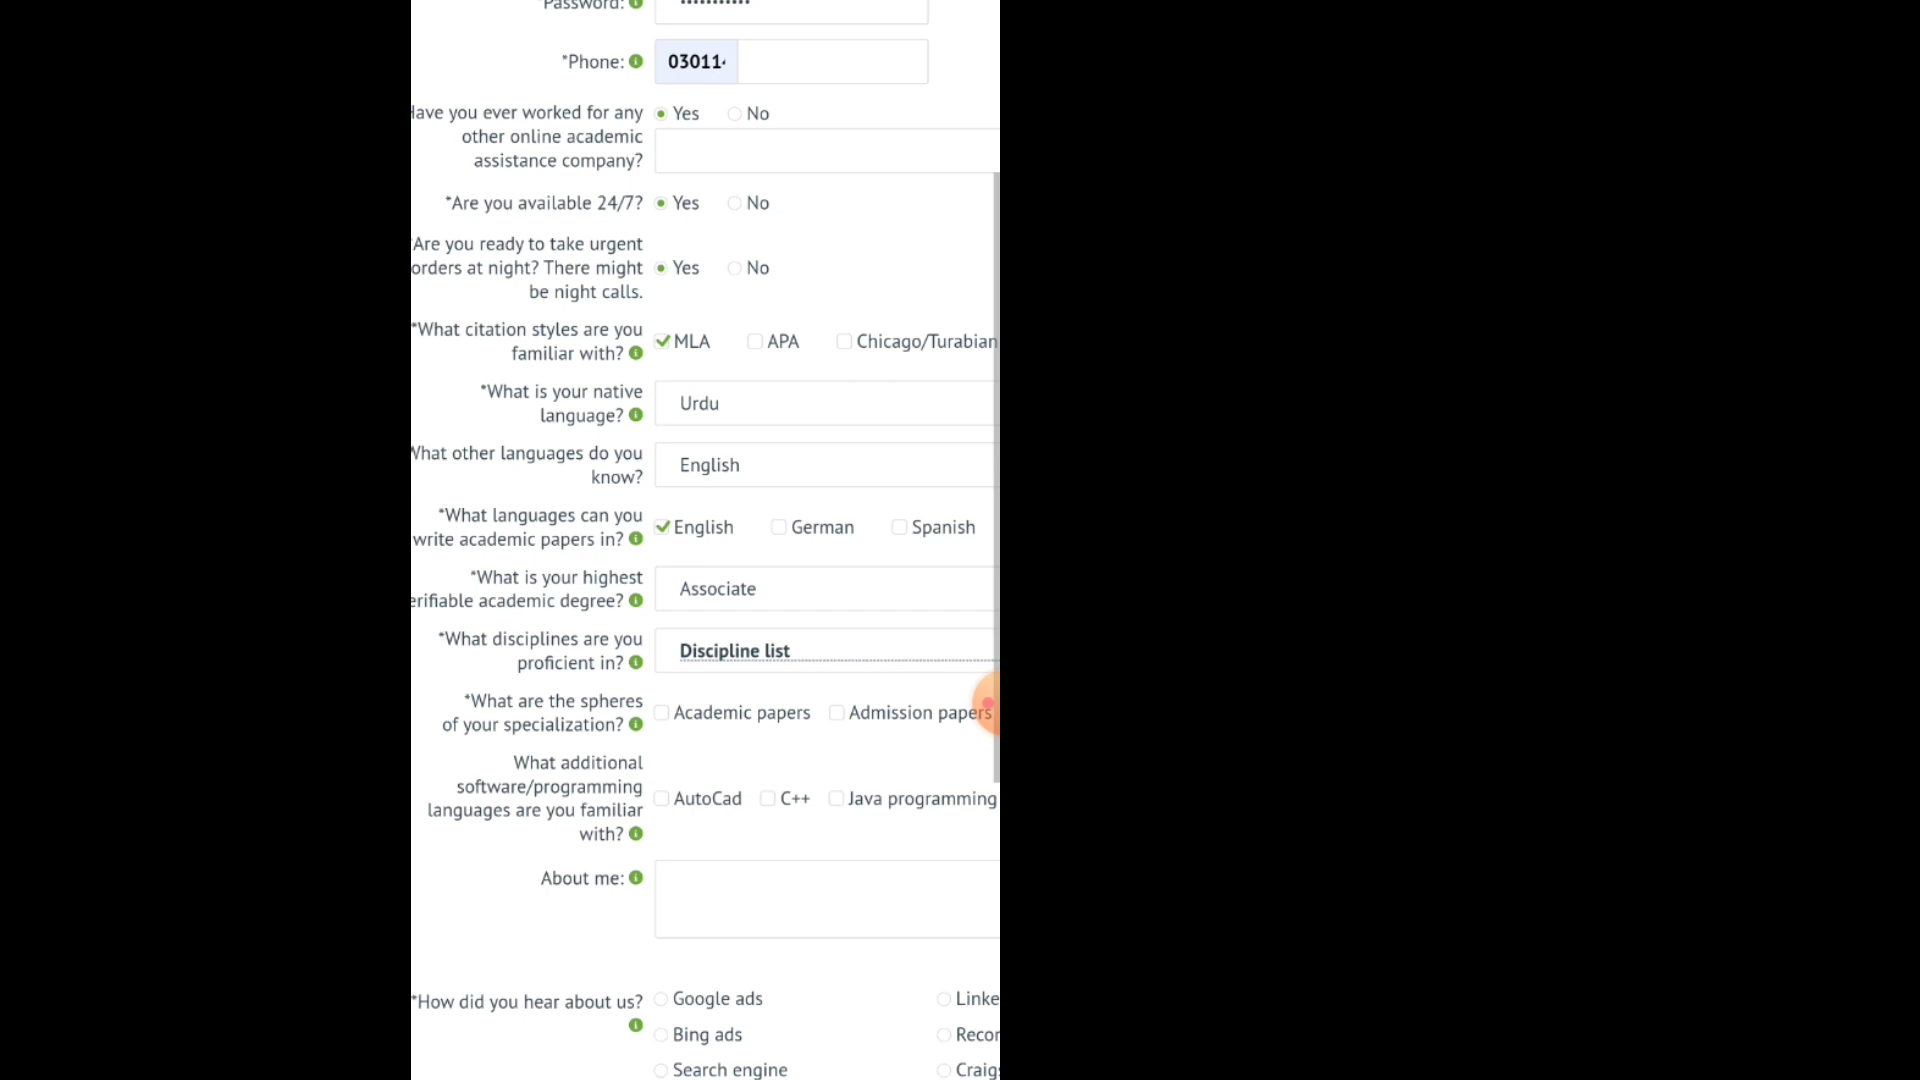 *Password:
*Phone: 03011
Have you ever worked for any Yes No
other online academic
assistance company?
*Are you available 24/7? Yes No
*Are you ready to take urgent
orders at night? There might Yes No
be night calls.
*What citation styles are you
familiar with? MLA APA Chicago/Turabian
*What is your native
language? Urdu
What other languages do you
know? English
*What languages can you
write academic papers in? English German Spanish
*What is your highest
erifiable academic degree? Associate
*What disciplines are you
proficient in? Discipline list
*What are the spheres
of your specialization? Academic papers Admission papers
What additional
software/programming
languages are you familiar
with? AutoCad C++ Java programming
About me:
*How did you hear about us? Google ads Linke
Bing ads Recor
Search engine Craigs